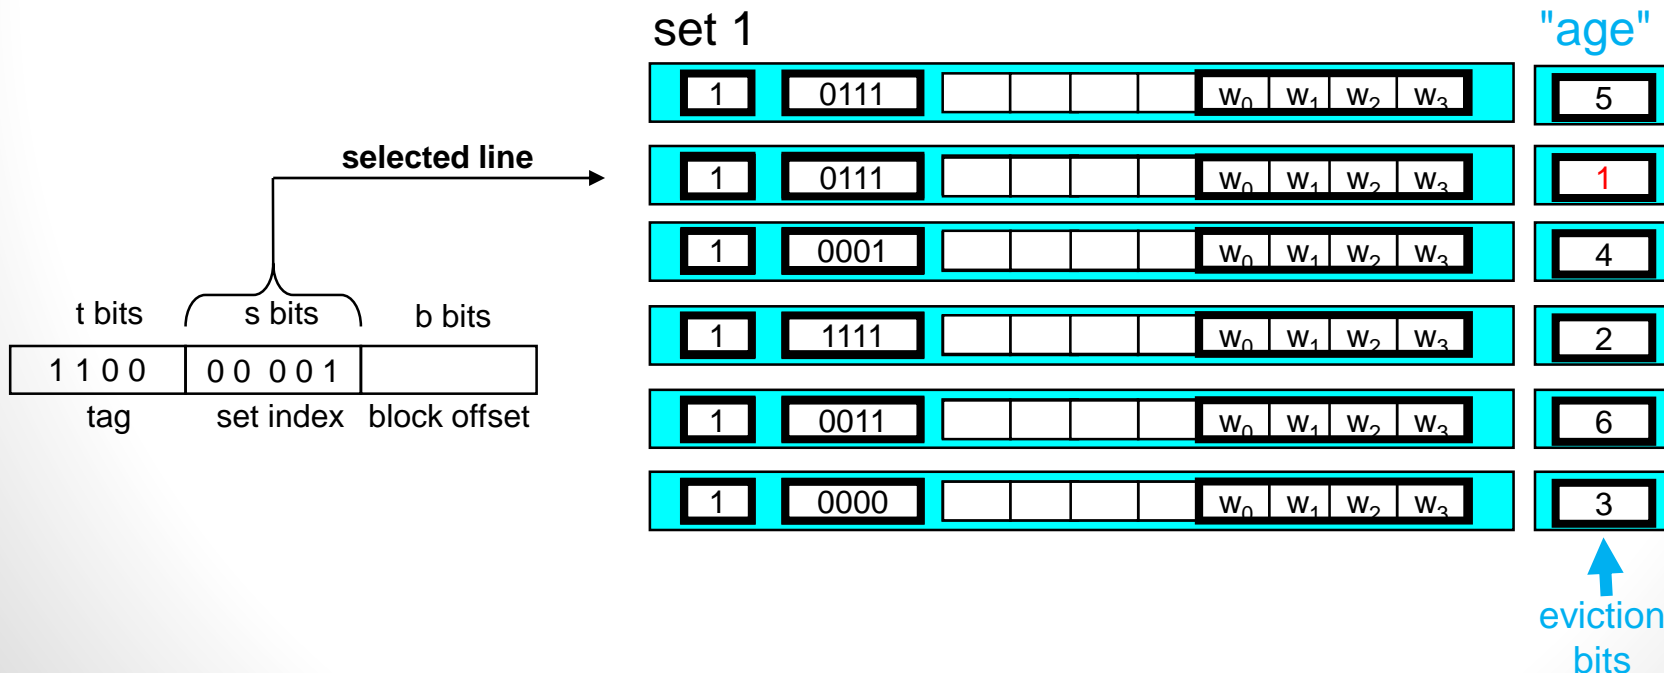 set 1 "age"
1 0111 w0 w1 w2 w3 5
selected line
1 0111 w0 w1 w2 w3 1
1 0001 w0 w1 w2 w3 4
t bits s bits b bits
1 1111 w0 w1 w2 w3 2
1 1 0 0 0 0 0 0 1
tag set index block offset
1 0011 w0 w1 w2 w3 6
1 0000 w0 w1 w2 w3 3
eviction
bits